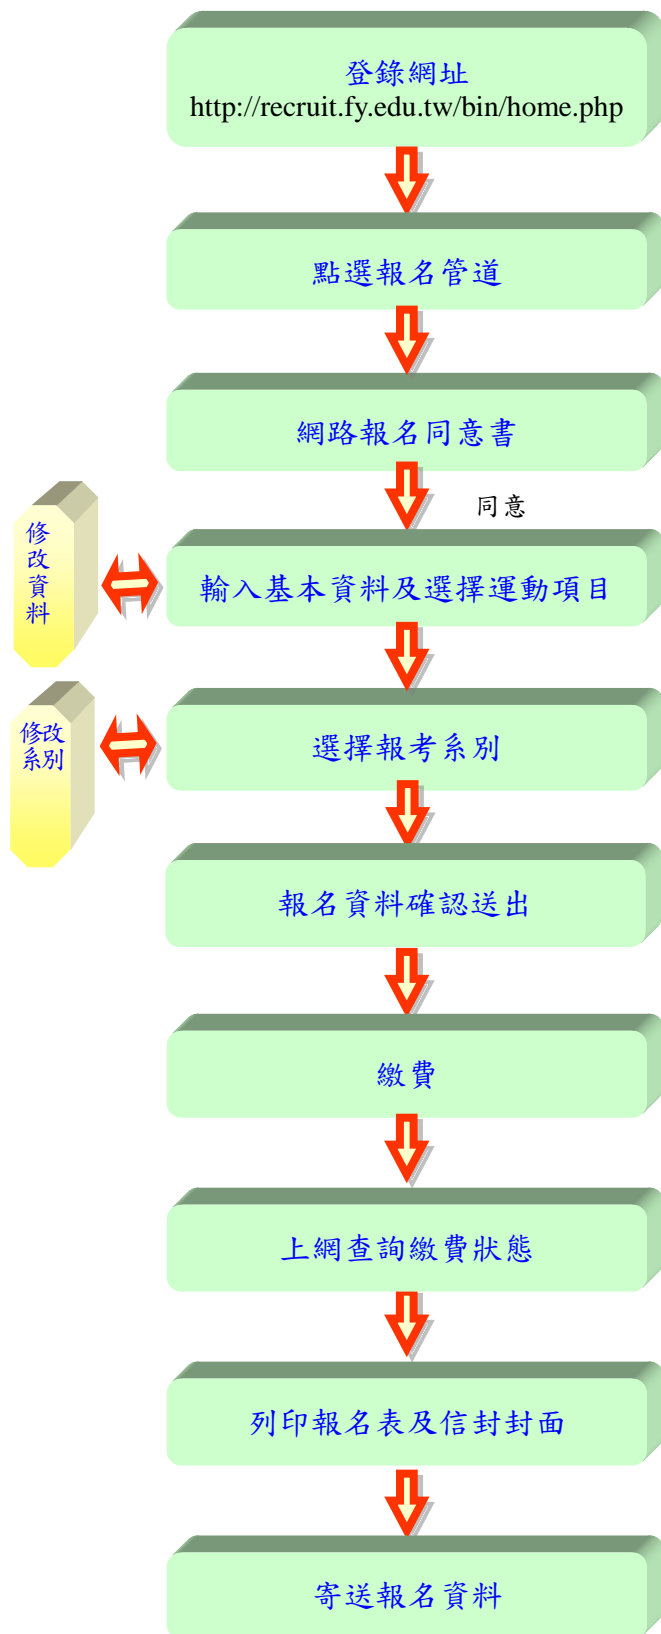 登錄網址
http://recruit.fy.edu.tw/bin/home.php
點選報名管道
網路報名同意書
同意
修改資料
輸入基本資料及選擇運動項目
修改
系別
選擇報考系別
報名資料確認送出
繳費
上網查詢繳費狀態
列印報名表及信封封面
寄送報名資料